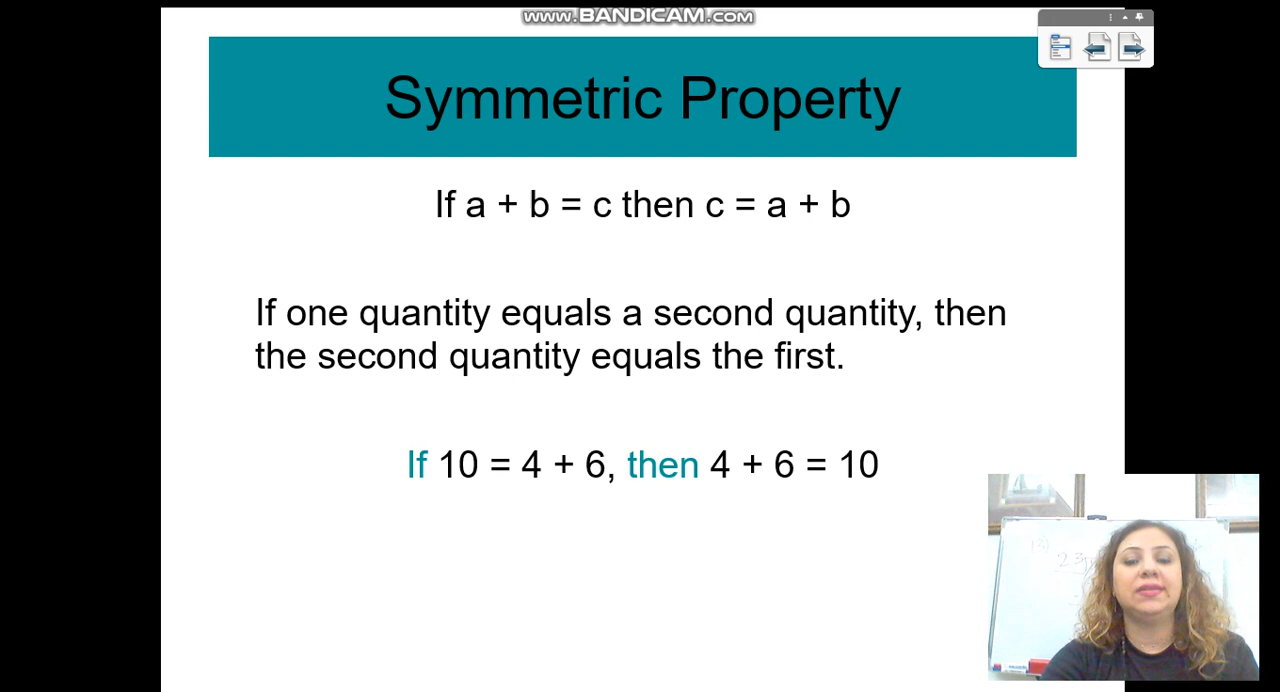 www.BANDICAM.com
Symmetric Property
If a + b = c then c = a + b
If one quantity equals a second quantity, then
the second quantity equals the first.
If 10 = 4 + 6, then 4 + 6 = 10